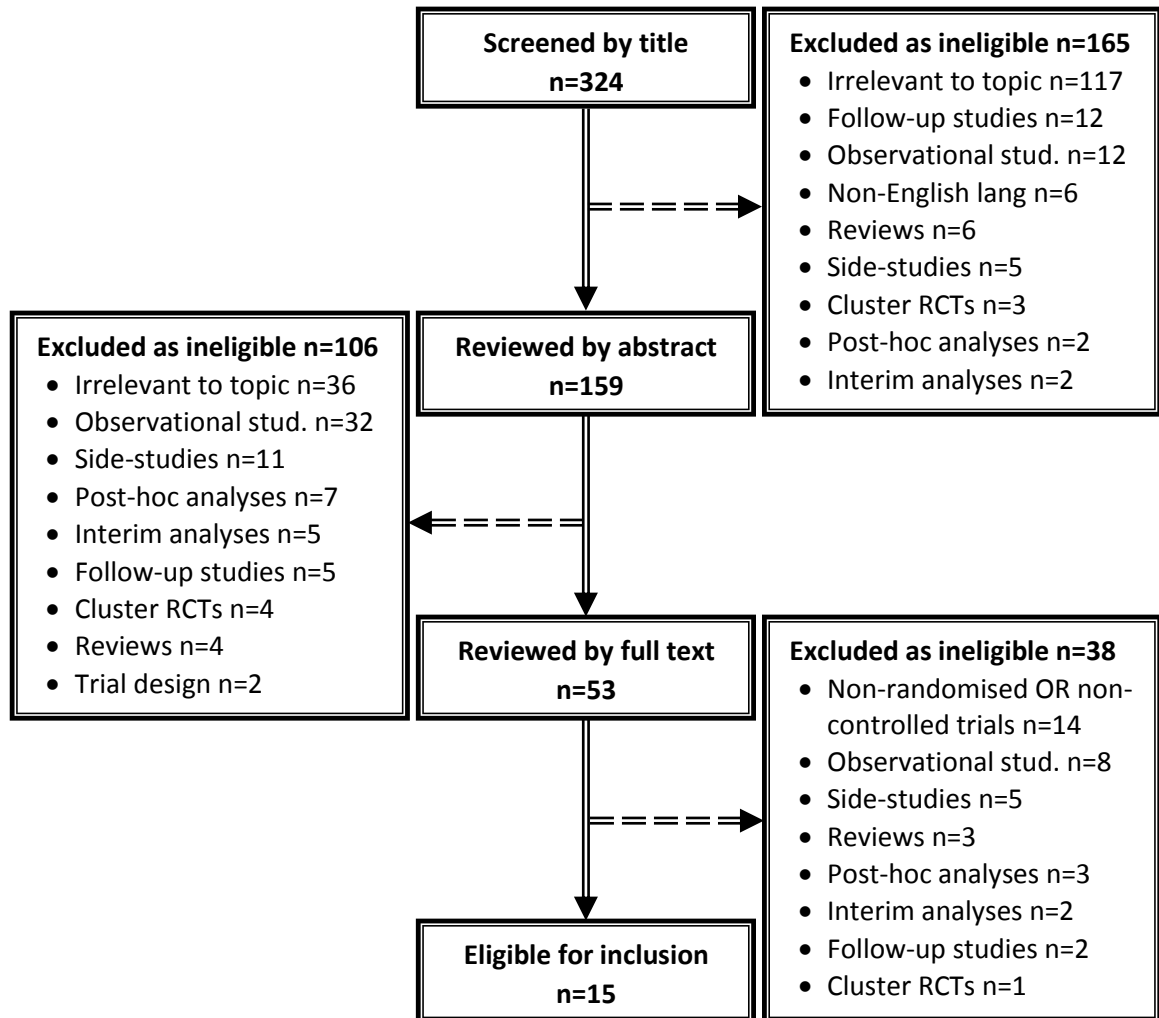 Screened by title
n=324
Excluded as ineligible n=165
• Irrelevant to topic n=117
• Follow-up studies n=12
• Observational stud. n=12
• Non-English lang n=6
• Reviews n=6
• Side-studies n=5
• Cluster RCTs n=3
• Post-hoc analyses n=2
• Interim analyses n=2
Reviewed by abstract
n=159
Excluded as ineligible n=106
• Irrelevant to topic n=36
• Observational stud. n=32
• Side-studies n=11
• Post-hoc analyses n=7
• Interim analyses n=5
• Follow-up studies n=5
• Cluster RCTs n=4
• Reviews n=4
• Trial design n=2
Reviewed by full text
n=53
Excluded as ineligible n=38
• Non-randomised OR non-
controlled trials n=14
• Observational stud. n=8
• Side-studies n=5
• Reviews n=3
• Post-hoc analyses n=3
• Interim analyses n=2
• Follow-up studies n=2
• Cluster RCTs n=1
Eligible for inclusion
n=15